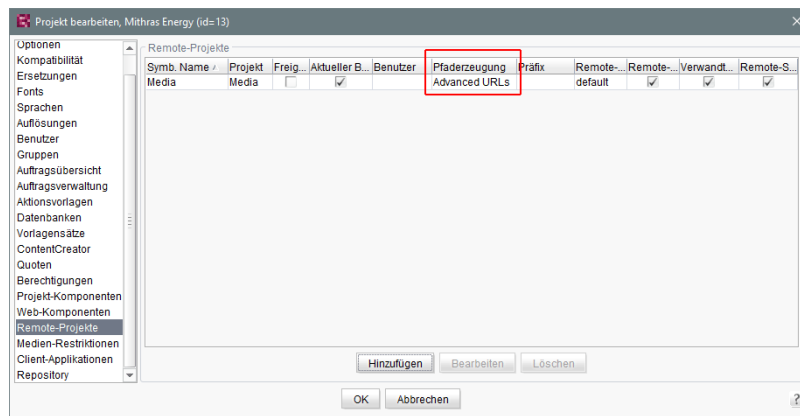 Projekt bearbeiten, Mithras Energy (id=13)
Optionen
Kompatibilität
Ersetzungen
Fonts
Sprachen
Auflösungen
Benutzer
Gruppen
Auftragsübersicht
Auftragsverwaltung
Aktionsvorlagen
Datenbanken
Vorlagensätze
ContentCreator
Quoten
Berechtigungen
Projekt-Komponenten
Web-Komponenten
Remote-Projekte
Medien-Restriktionen
Client-Applikationen
Repository
Remote-Projekte
Symb. Name Projekt Freig... Aktueller B... Benutzer Pfaderzeugung Präfix Remote-... Remote-... Verwandt... Remote-S...
Media Media Advanced URLs default
Hinzufügen Bearbeiten Löschen
OK Abbrechen ?